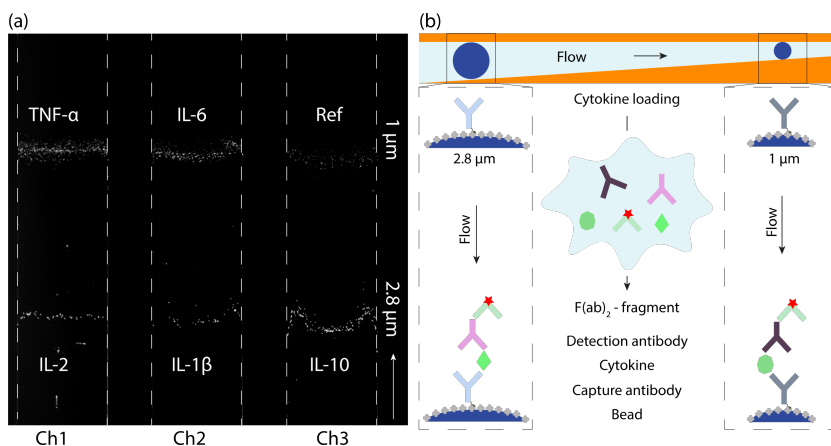 (a)
TNF-α
IL-6
Ref
1 μm
2.8 μm
IL-2
IL-1β
IL-10
Ch1
Ch2
Ch3
(b)
Flow
Cytokine loading
2.8 μm
1 μm
Flow
Flow
F(ab)₂ - fragment
Detection antibody
Cytokine
Capture antibody
Bead